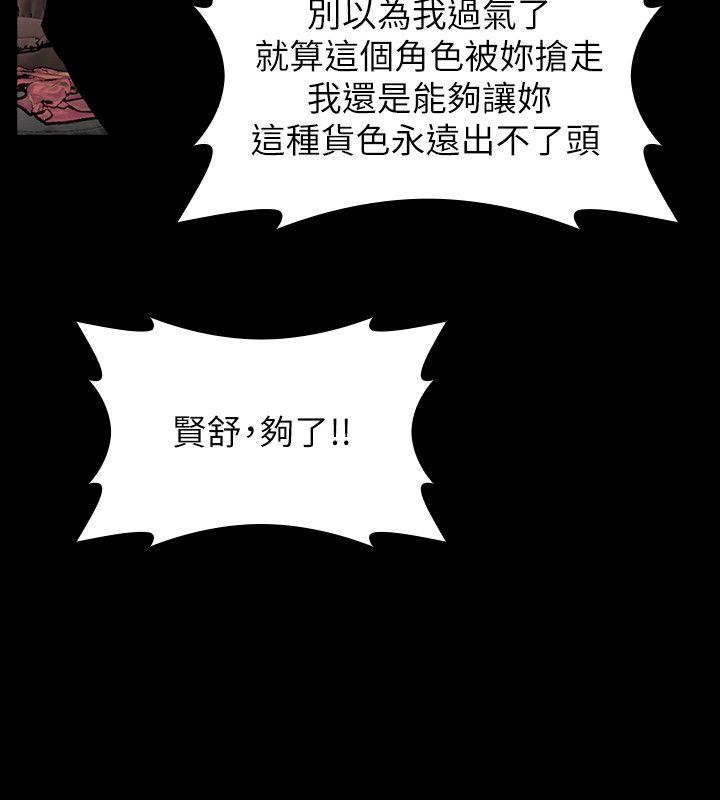 別以為我過氣了
就算這個角色被妳搶走
我還是能夠讓妳
這種貨色永遠出不了頭
賢舒,夠了!!